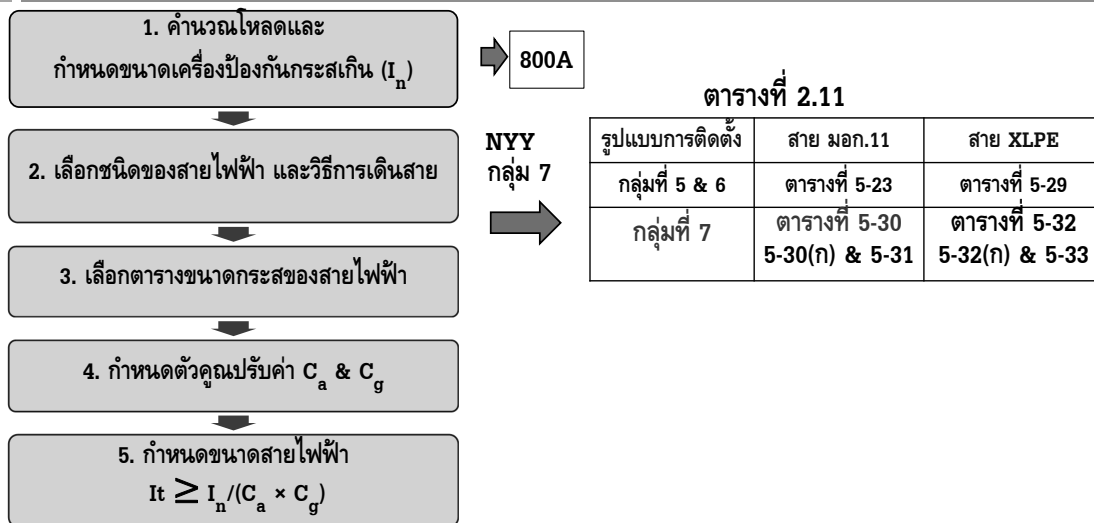 1. คำนวณโหลดและ
กำหนดขนาดเครื่องป้องกันกระสเกิน (In)
800A
2. เลือกชนิดของสายไฟฟ้า และวิธีการเดินสาย
NYY
กลุ่ม 7
3. เลือกตารางขนาดกระสของสายไฟฟ้า
4. กำหนดตัวคูณปรับค่า Ca & Cg
5. กำหนดขนาดสายไฟฟ้า
It ≥ In/(Ca × Cg)
ตารางที่ 2.11
รูปแบบการติดตั้ง สาย มอก.11 สาย XLPE
กลุ่มที่ 5 & 6 ตารางที่ 5-23 ตารางที่ 5-29
กลุ่มที่ 7 ตารางที่ 5-30 ตารางที่ 5-32
5-30(ก) & 5-31 5-32(ก) & 5-33